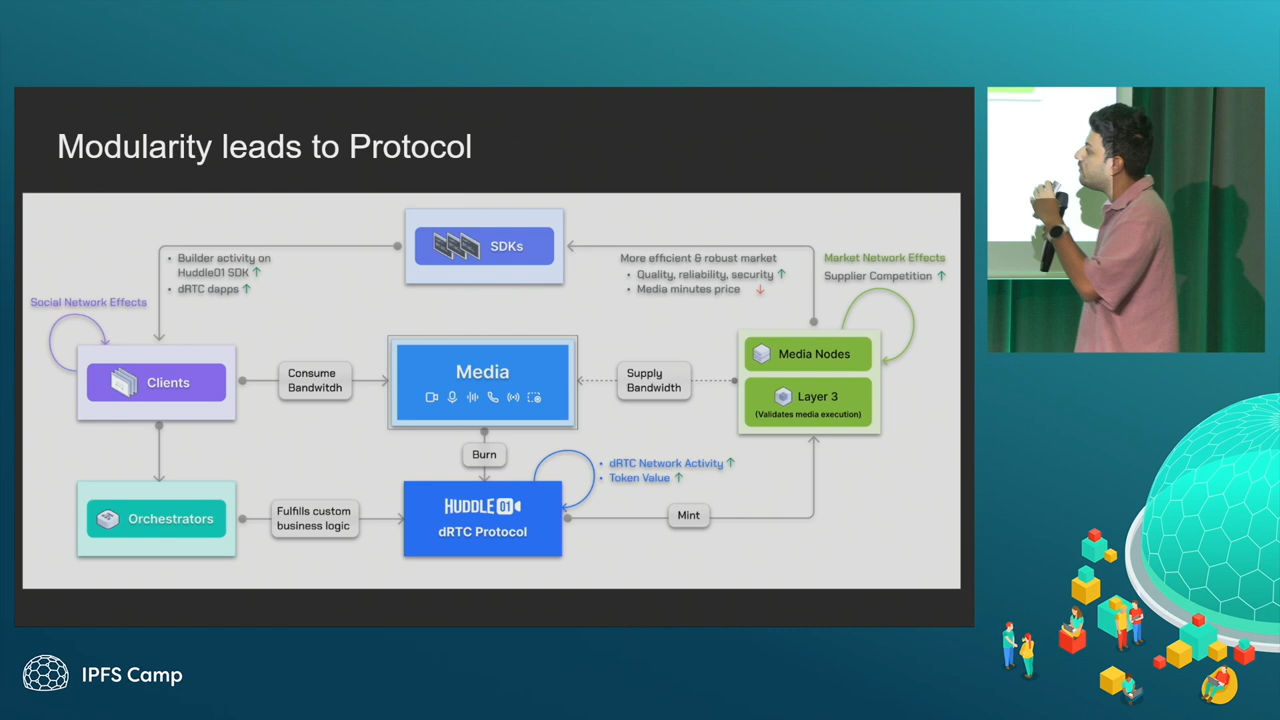 Modularity leads to Protocol
SDKs
Builder activity on
Huddle01 SDK ↑
dRTC dapps ↑
More efficient & robust market
Quality, reliability, security ↑
Media minutes price ↓
Market Network Effects
Supplier Competition ↑
Social Network Effects
Clients
Consume
Bandwitdh
Media
Supply
Bandwidth
Media Nodes
Layer 3
(Validates media execution)
Burn
dRTC Network Activity ↑
Token Value ↑
Orchestrators
Fulfills custom
business logic
HUDDLE 01
dRTC Protocol
Mint
IPFS Camp